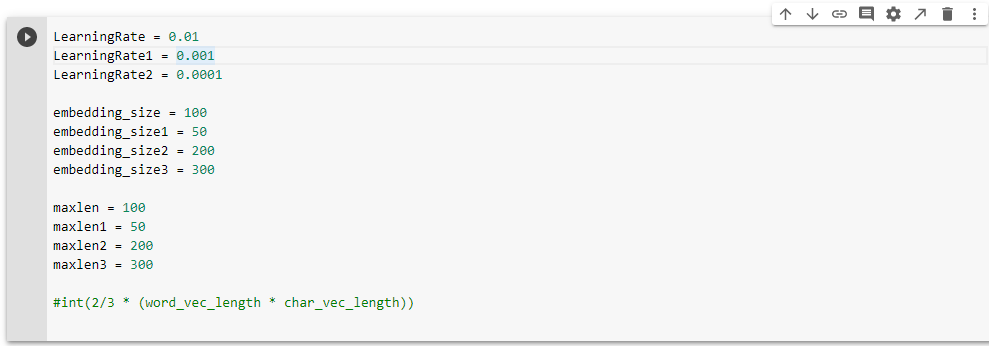 LearningRate = 0.01
LearningRate1 = 0.001
LearningRate2 = 0.0001
embedding_size = 100
embedding_size1 = 50
embedding_size2 = 200
embedding_size3 = 300
maxlen = 100
maxlen1 = 50
maxlen2 = 200
maxlen3 = 300
#int(2/3 * (word_vec_length * char_vec_length))